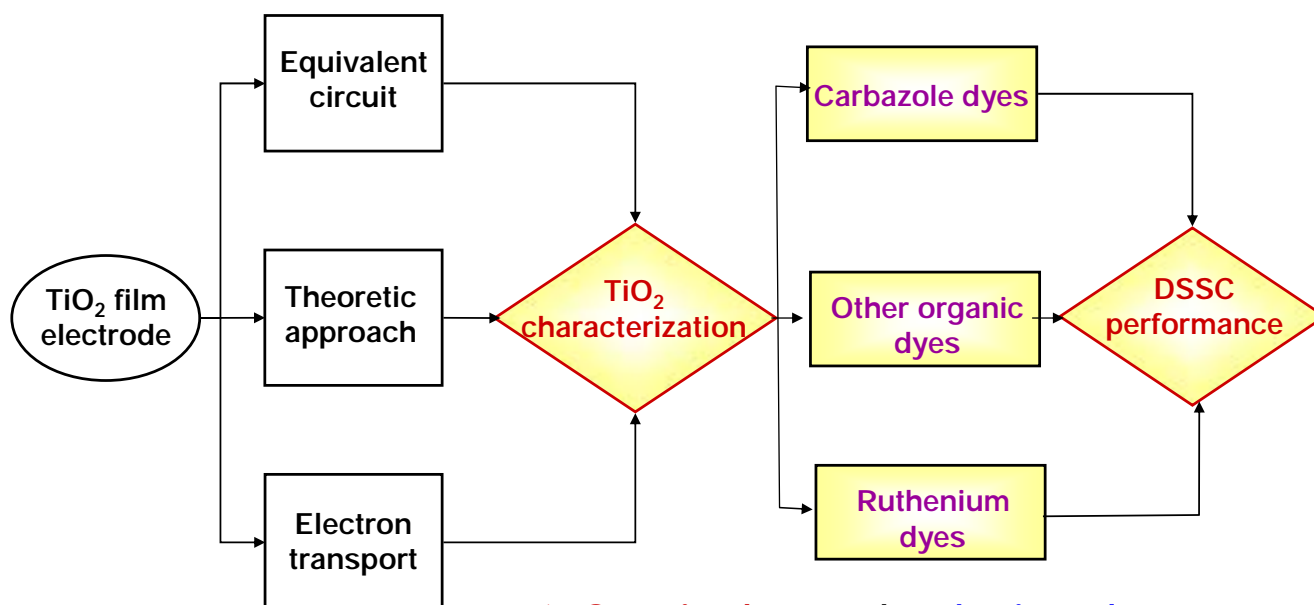 Equivalent
circuit
Carbazole dyes
TiO₂ film
electrode
Theoretic
approach
TiO₂
characterization
Other organic
dyes
DSSC
performance
Electron
transport
Ruthenium
dyes